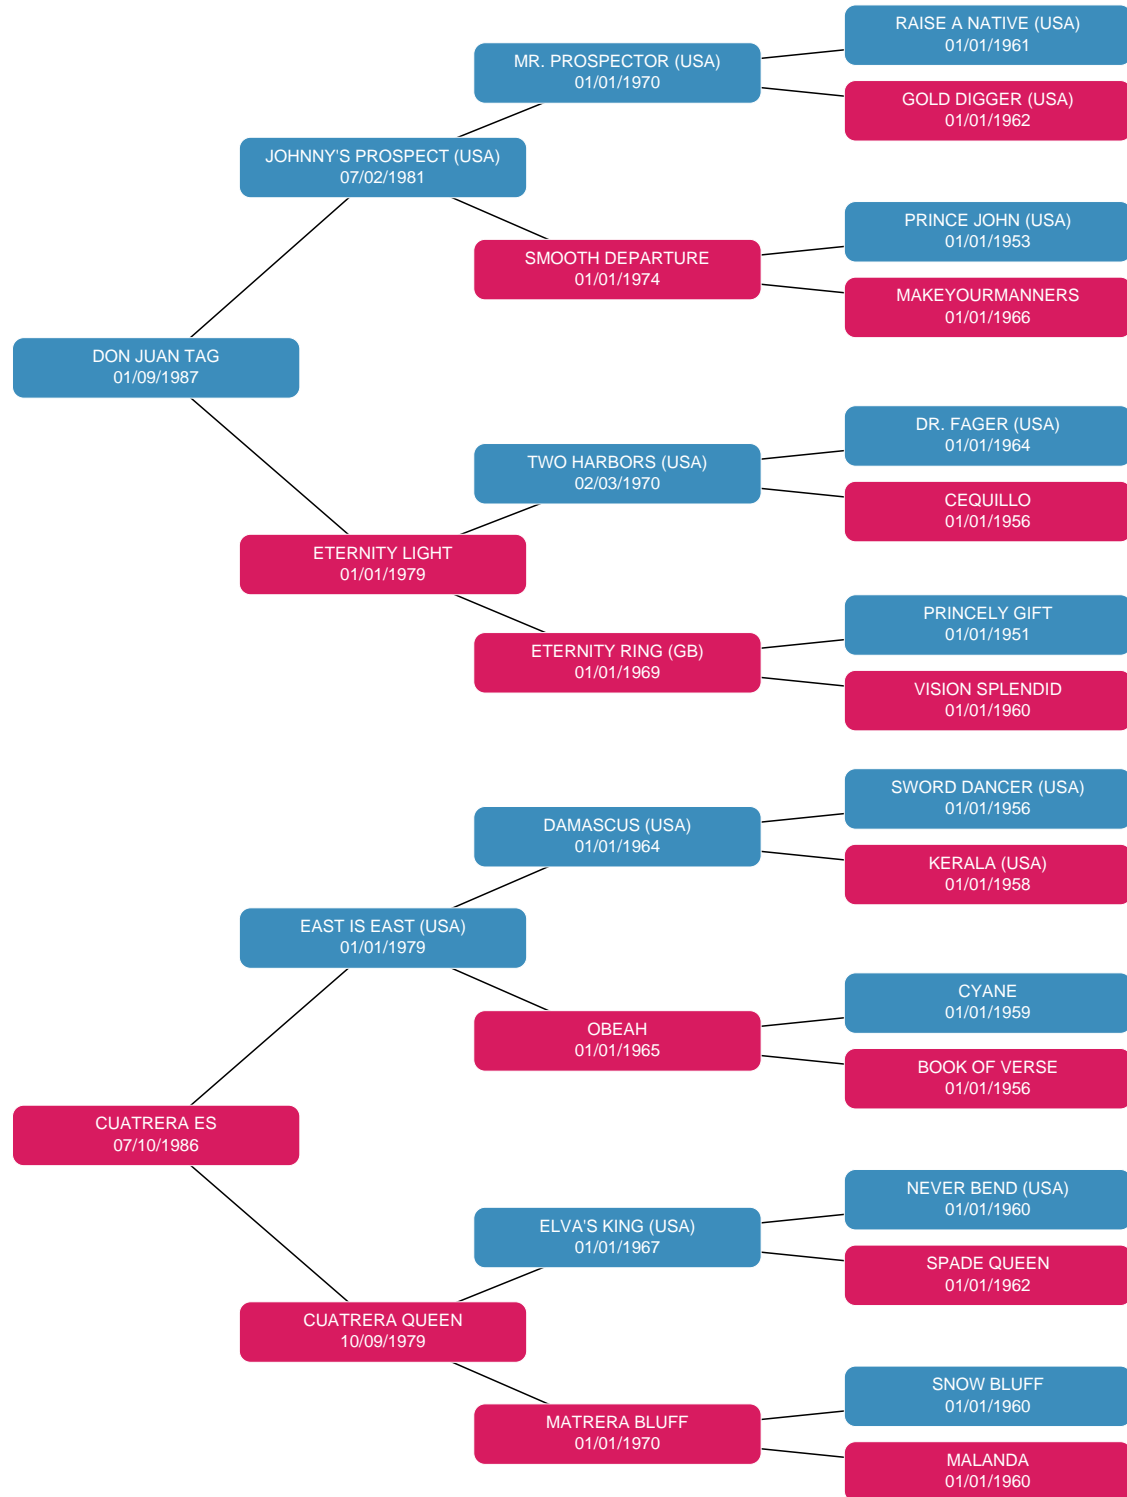 RAISE A NATIVE (USA)
01/01/1961
MR. PROSPECTOR (USA)
01/01/1970
GOLD DIGGER (USA)
01/01/1962
JOHNNY'S PROSPECT (USA)
07/02/1981
PRINCE JOHN (USA)
01/01/1953
SMOOTH DEPARTURE
01/01/1974
MAKEYOURMANNERS
01/01/1966
DON JUAN TAG
01/09/1987
DR. FAGER (USA)
01/01/1964
TWO HARBORS (USA)
02/03/1970
CEQUILLO
01/01/1956
ETERNITY LIGHT
01/01/1979
PRINCELY GIFT
01/01/1951
ETERNITY RING (GB)
01/01/1969
VISION SPLENDID
01/01/1960
SWORD DANCER (USA)
01/01/1956
DAMASCUS (USA)
01/01/1964
KERALA (USA)
01/01/1958
EAST IS EAST (USA)
01/01/1979
CYANE
01/01/1959
OBEAH
01/01/1965
BOOK OF VERSE
01/01/1956
CUATRERA ES
07/10/1986
NEVER BEND (USA)
01/01/1960
ELVA'S KING (USA)
01/01/1967
SPADE QUEEN
01/01/1962
CUATRERA QUEEN
10/09/1979
SNOW BLUFF
01/01/1960
MATRERA BLUFF
01/01/1970
MALANDA
01/01/1960